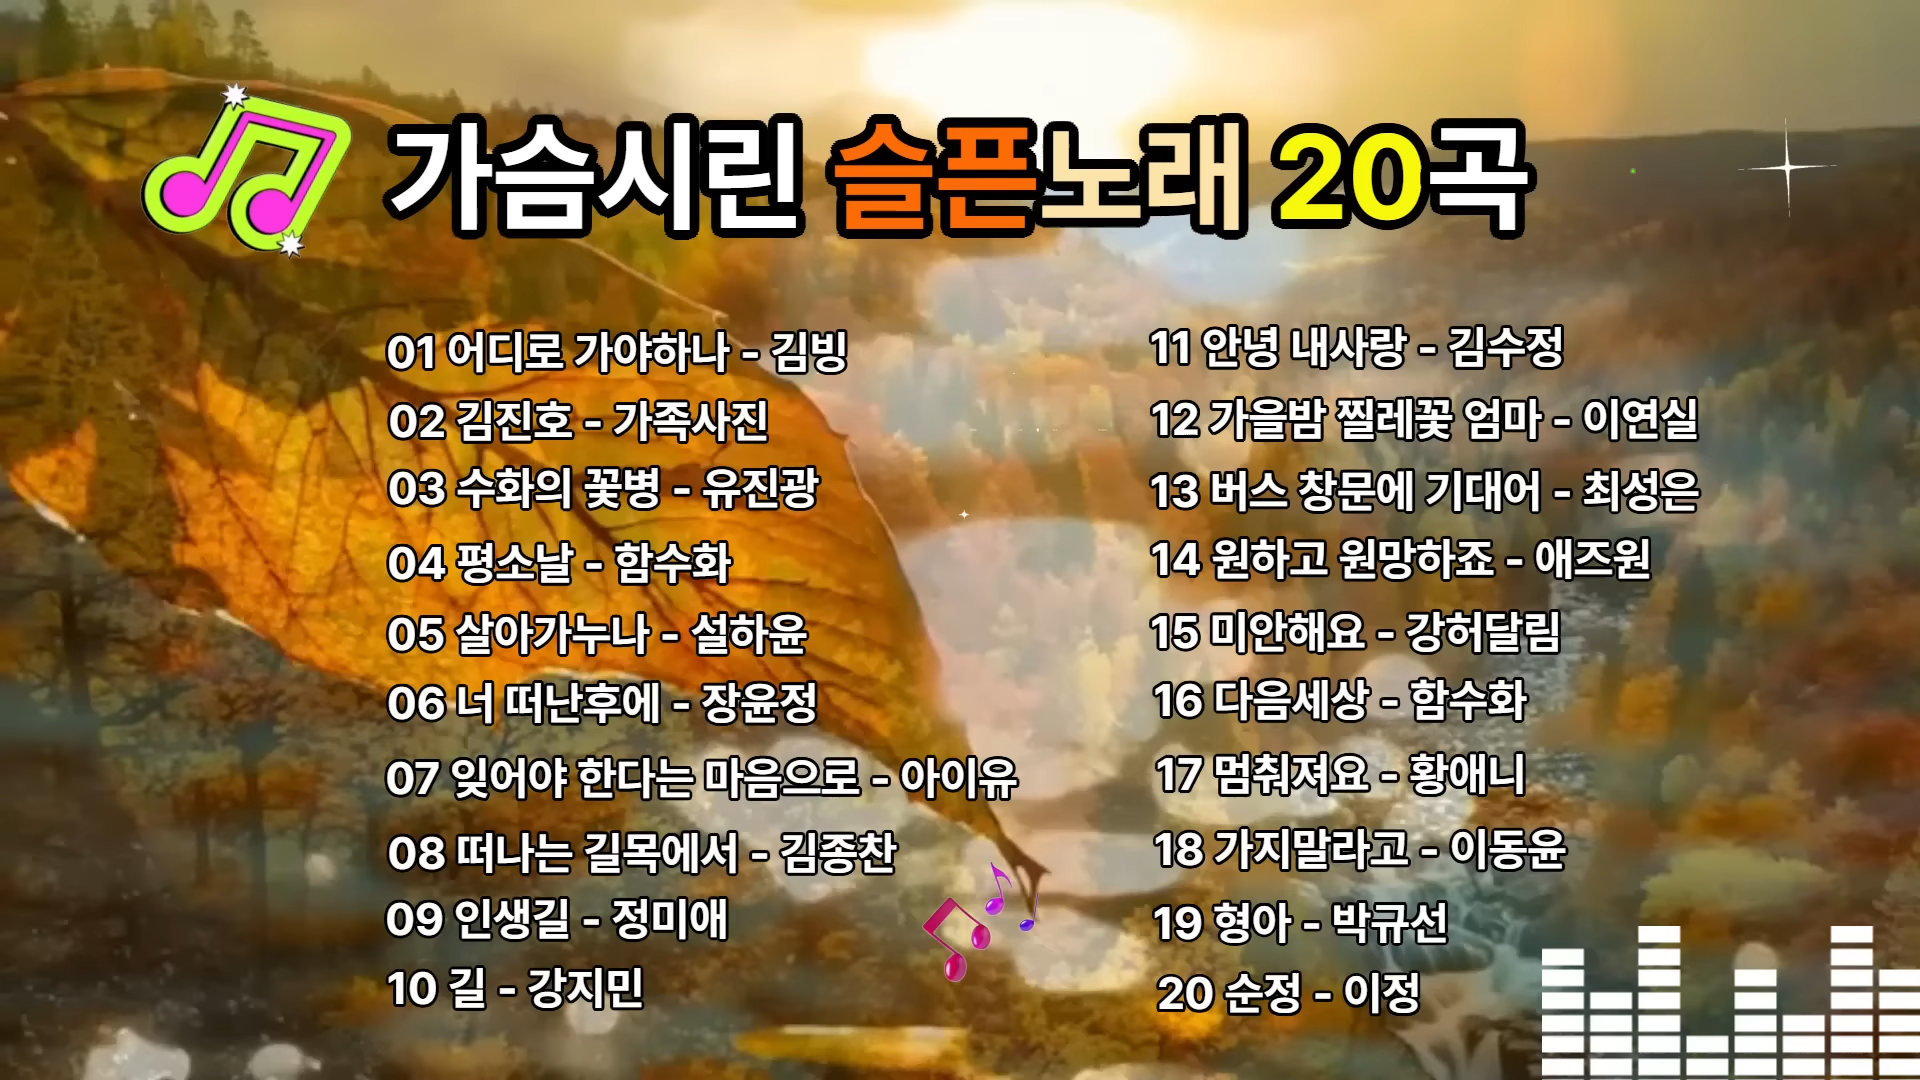 가슴시린 슬픈노래 20곡
01 어디로 가야하나 - 김빙
02 김진호 - 가족사진
03 수화의 꽃병 - 유진광
04 평소날 - 함수화
05 살아가누나 - 설하윤
06 너 떠난후에 - 장윤정
07 잊어야 한다는 마음으로 - 아이유
08 떠나는 길목에서 - 김종찬
09 인생길 - 정미애
10 길 - 강지민
11 안녕 내사랑 - 김수정
12 가을밤 찔레꽃 엄마 - 이연실
13 버스 창문에 기대어 - 최성은
14 원하고 원망하죠 - 애즈원
15 미안해요 - 강허달림
16 다음세상 - 함수화
17 멈춰져요 - 황애니
18 가지말라고 - 이동윤
19 형아 - 박규선
20 순정 - 이정